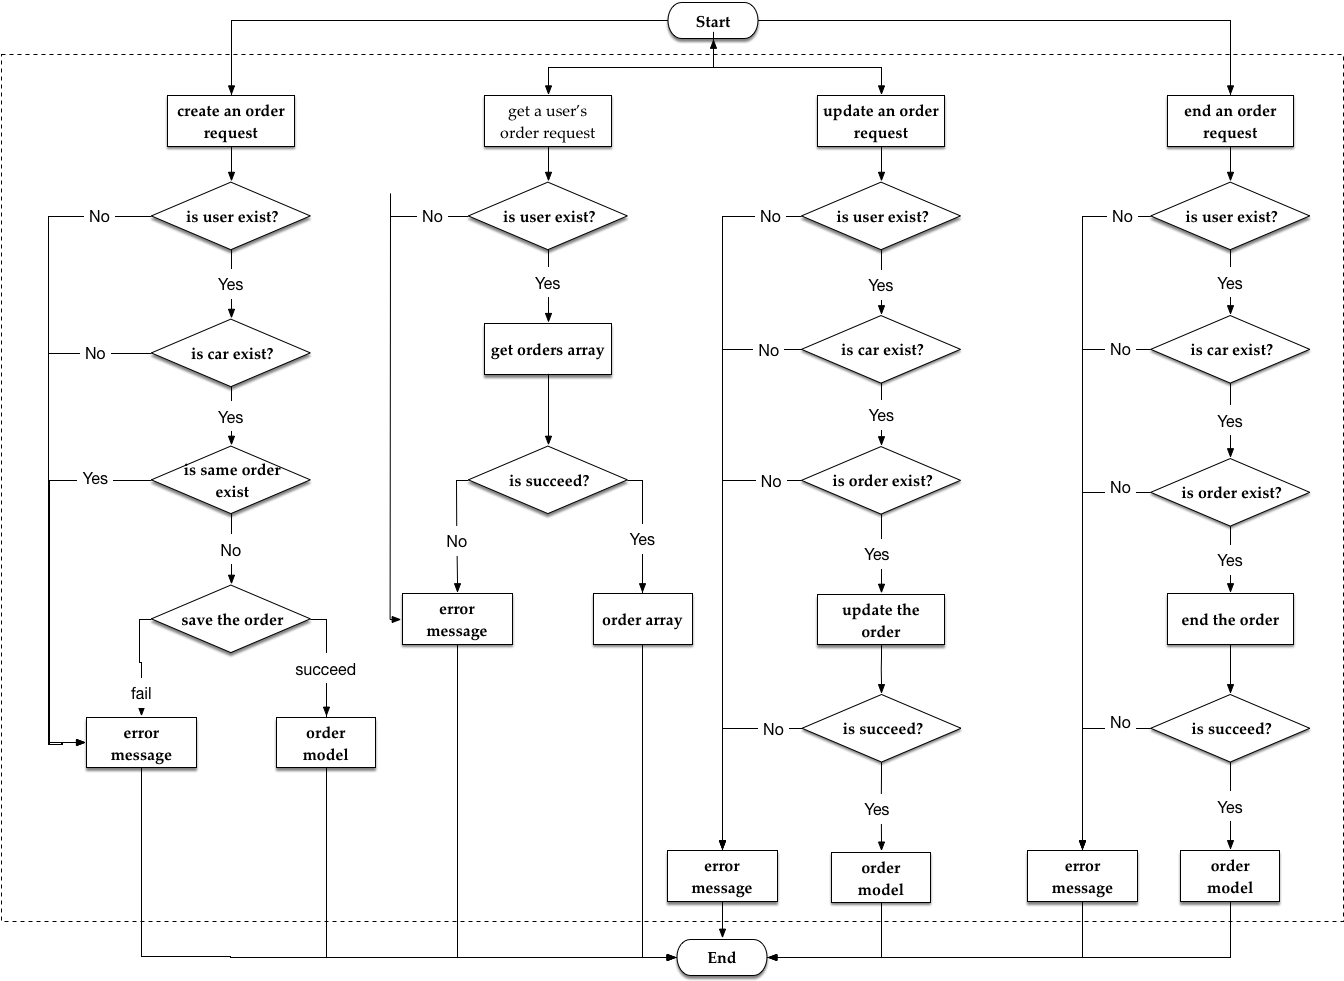 Start
create an order
request
is user exist?
No
Yes
is car exist?
No
Yes
is same order
exist
Yes
No
save the order
fail
succeed
error
message
order
model
get a user's
order request
is user exist?
No
Yes
get orders array
is succeed?
No
Yes
error
message
order array
update an order
request
is user exist?
No
Yes
is car exist?
No
Yes
is order exist?
No
Yes
update the
order
is succeed?
No
Yes
error
message
order
model
end an order
request
is user exist?
No
Yes
is car exist?
No
Yes
is order exist?
No
Yes
end the order
is succeed?
No
Yes
error
message
order
model
End